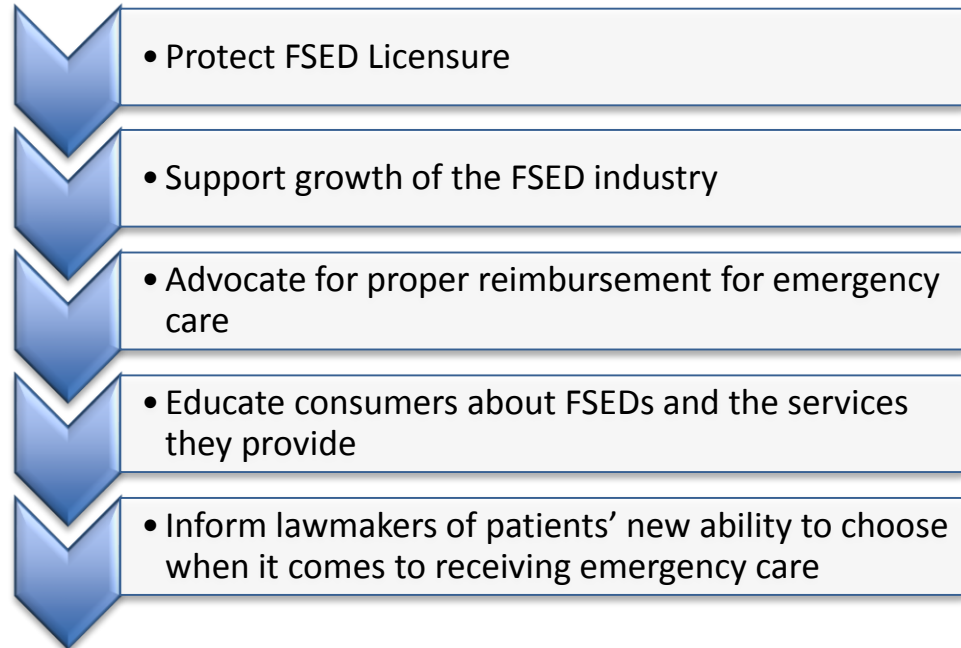 • Protect FSED Licensure
• Support growth of the FSED industry
• Advocate for proper reimbursement for emergency
care
• Educate consumers about FSEDs and the services
they provide
• Inform lawmakers of patients’ new ability to choose
when it comes to receiving emergency care